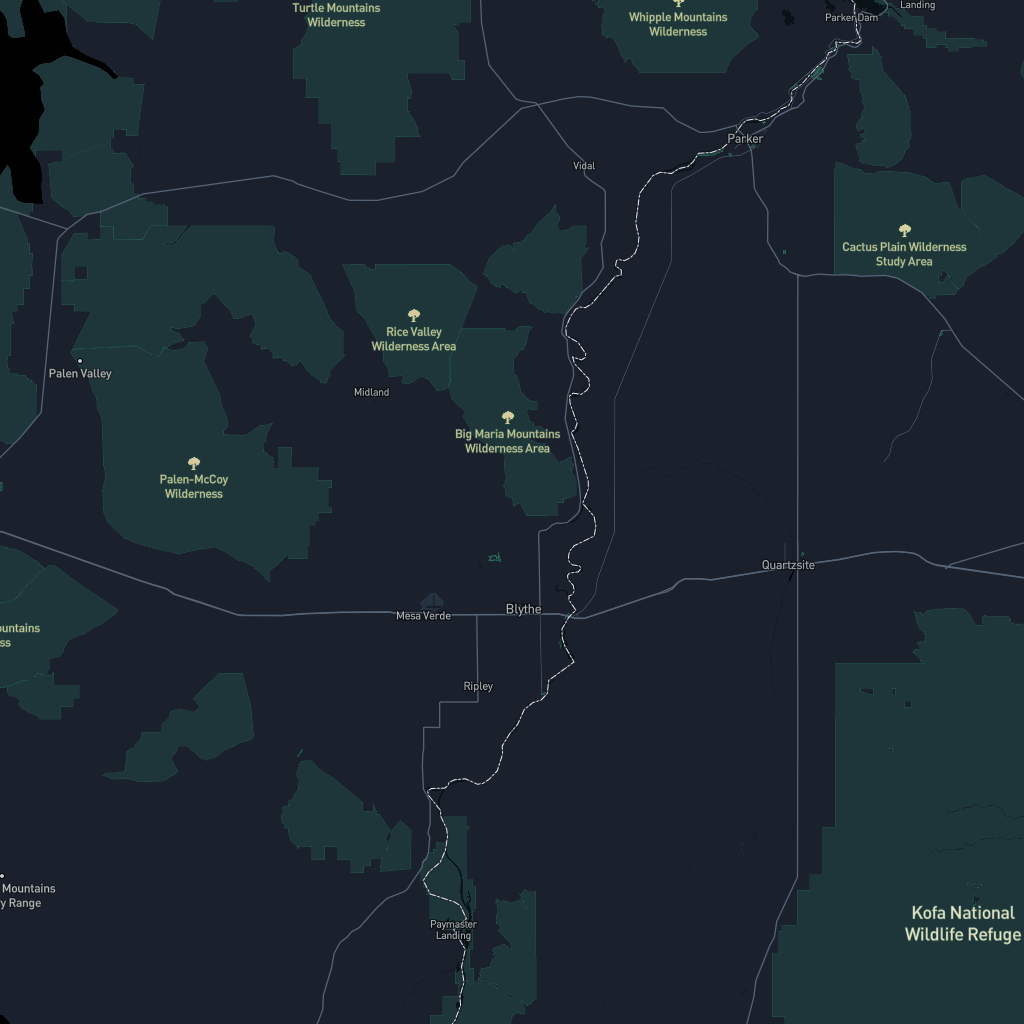 Turtle Mountains
Wilderness
Whipple Mountains
Wilderness
Landing
Parker Dam
Parker
Vidal
Cactus Plain Wilderness
Study Area
Rice Valley
Wilderness Area
Palen Valley
Midland
Big Maria Mountains
Wilderness Area
Palen-McCoy
Wilderness
Quartzsite
Blythe
Mesa Verde
ountains
ss
Ripley
Mountains
y Range
Kofa National
Wildlife Refuge
Paymaster
Landing